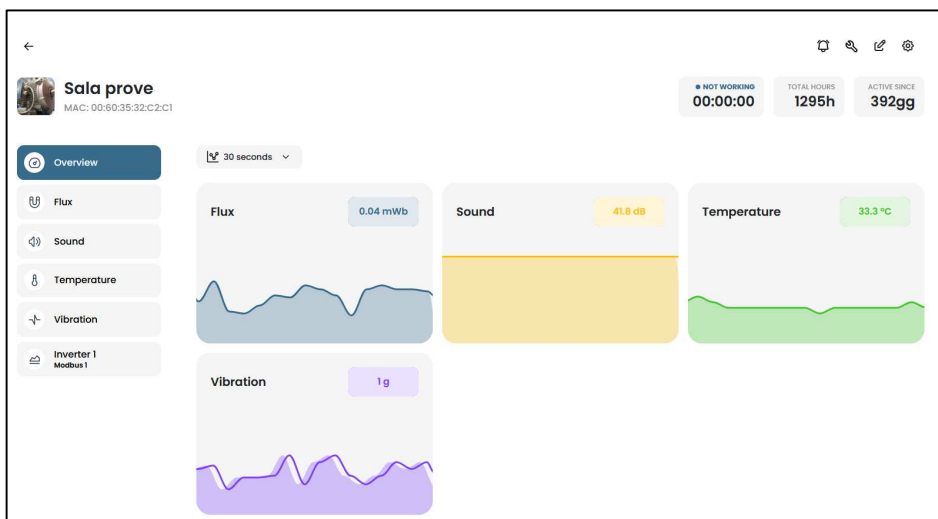 Sala prove
MAC: 00:60:35:32:C2:C1
NOT WORKING
00:00:00
TOTAL HOURS
1295h
ACTIVE SINCE
392gg
Overview
Flux
Sound
Temperature
Vibration
Inverter 1
Modbus 1
30 seconds
Flux
0.04 mWb
Sound
41.8 dB
Temperature
33.3 °C
Vibration
1 g